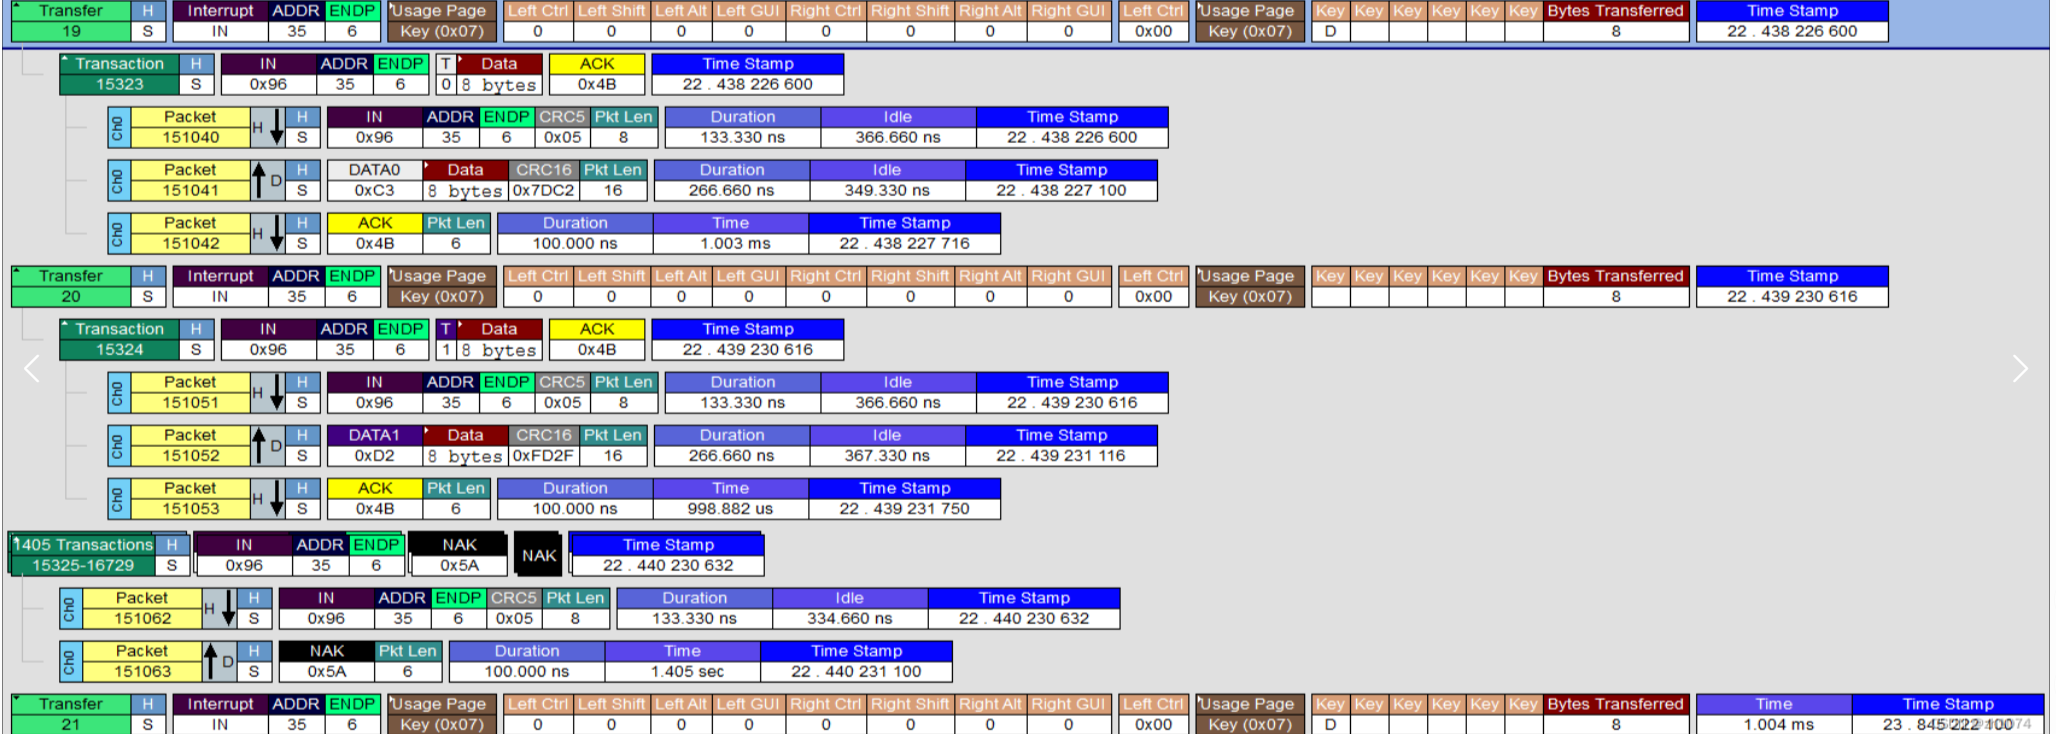 Transfer H Interrupt ADDR ENDP Usage Page Left Ctrl Left Shift Left Alt Left GUI Right Ctrl Right Shift Right Alt Right GUI Left Ctrl Usage Page Key Key Key Key Key Key Bytes Transferred Time Stamp
19 S IN 35 6 Key (0x07) 0 0 0 0 0 0 0 0 0x00 Key (0x07) D 8 22 . 438 226 600
Transaction H IN ADDR ENDP T Data ACK Time Stamp
15323 S 0x96 35 6 0 8 bytes 0x4B 22 . 438 226 600
Ch0 Packet H H IN ADDR ENDP CRC5 Pkt Len Duration Idle Time Stamp
151040 S 0x96 35 6 0x05 8 133.330 ns 366.660 ns 22 . 438 226 600
Ch0 Packet D H DATA0 Data CRC16 Pkt Len Duration Idle Time Stamp
151041 S 0xC3 8 bytes 0x7DC2 16 266.660 ns 349.330 ns 22 . 438 227 100
Ch0 Packet H H ACK Pkt Len Duration Time Time Stamp
151042 S 0x4B 6 100.000 ns 1.003 ms 22 . 438 227 716
Transfer H Interrupt ADDR ENDP Usage Page Left Ctrl Left Shift Left Alt Left GUI Right Ctrl Right Shift Right Alt Right GUI Left Ctrl Usage Page Key Key Key Key Key Key Bytes Transferred Time Stamp
20 S IN 35 6 Key (0x07) 0 0 0 0 0 0 0 0 0x00 Key (0x07) 8 22 . 439 230 616
Transaction H IN ADDR ENDP T Data ACK Time Stamp
15324 S 0x96 35 6 1 8 bytes 0x4B 22 . 439 230 616
Ch0 Packet H H IN ADDR ENDP CRC5 Pkt Len Duration Idle Time Stamp
151051 S 0x96 35 6 0x05 8 133.330 ns 366.660 ns 22 . 439 230 616
Ch0 Packet D H DATA1 Data CRC16 Pkt Len Duration Idle Time Stamp
151052 S 0xD2 8 bytes 0xFD2F 16 266.660 ns 367.330 ns 22 . 439 231 116
Ch0 Packet H H ACK Pkt Len Duration Time Time Stamp
151053 S 0x4B 6 100.000 ns 998.882 us 22 . 439 231 750
1405 Transactions H IN ADDR ENDP NAK NAK Time Stamp
15325-16729 S 0x96 35 6 0x5A 22 . 440 230 632
Ch0 Packet H H IN ADDR ENDP CRC5 Pkt Len Duration Idle Time Stamp
151062 S 0x96 35 6 0x05 8 133.330 ns 334.660 ns 22 . 440 230 632
Ch0 Packet D H NAK Pkt Len Duration Time Time Stamp
151063 S 0x5A 6 100.000 ns 1.405 sec 22 . 440 231 100
Transfer H Interrupt ADDR ENDP Usage Page Left Ctrl Left Shift Left Alt Left GUI Right Ctrl Right Shift Right Alt Right GUI Left Ctrl Usage Page Key Key Key Key Key Key Bytes Transferred Time Time Stamp
21 S IN 35 6 Key (0x07) 0 0 0 0 0 0 0 0 0x00 Key (0x07) D 8 1.004 ms 23 . 845 222 100